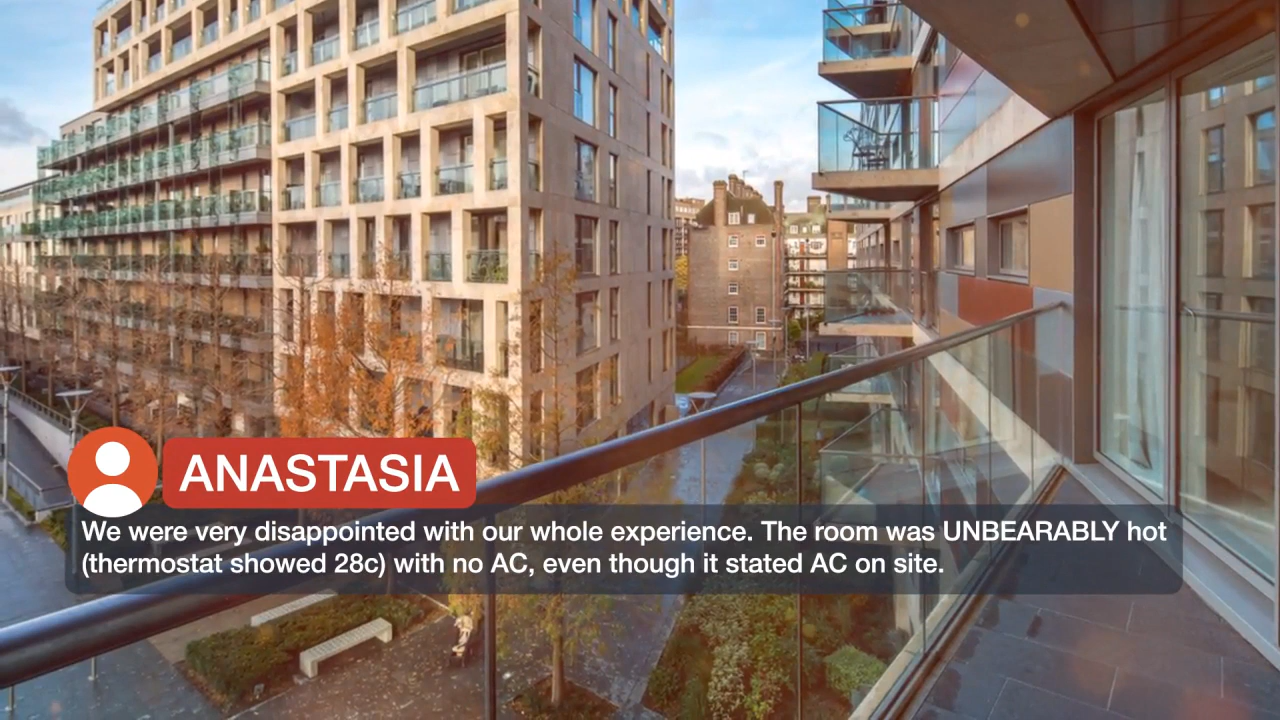 ANASTASIA
We were very disappointed with our whole experience. The room was UNBEARABLY hot
(thermostat showed 28c) with no AC, even though it stated AC on site.